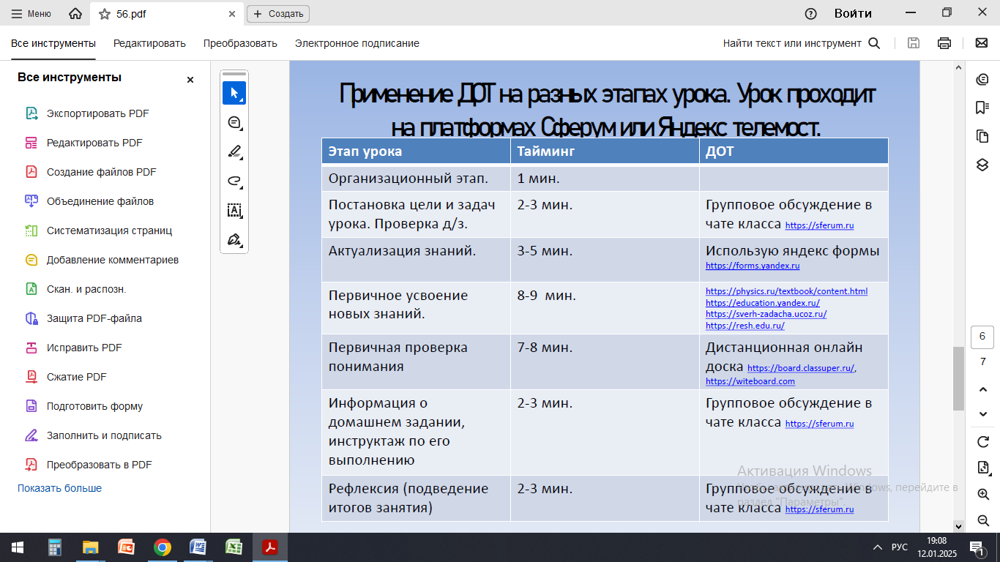 Меню
56.pdf
Создать
Войти
Все инструменты
Редактировать
Преобразовать
Электронное подписание
Найти текст или инструмент
Все инструменты
Экспортировать PDF
Редактировать PDF
Создание файлов PDF
Объединение файлов
Систематизация страниц
Добавление комментариев
Скан. и распозн.
Защита PDF-файла
Исправить PDF
Сжатие PDF
Подготовить форму
Заполнить и подписать
Преобразовать в PDF
Показать больше
Применение ДОТ на разных этапах урока. Урок проходит
на платформах Сферум или Яндекс телемост.
Этап урока
Тайминг
ДОТ
Организационный этап.
1 мин.
Постановка цели и задач
урока. Проверка д/з.
2-3 мин.
Групповое обсуждение в
чате класса https://sferum.ru
Актуализация знаний.
3-5 мин.
Использую яндекс формы
https://forms.yandex.ru
Первичное усвоение
новых знаний.
8-9 мин.
https://physics.ru/textbook/content.html
https://education.yandex.ru/
https://sverh-zadacha.ucoz.ru/
https://resh.edu.ru/
Первичная проверка
понимания
7-8 мин.
Дистанционная онлайн
доска https://board.classuper.ru/,
https://witeboard.com
Информация о
домашнем задании,
инструктаж по его
выполнению
2-3 мин.
Групповое обсуждение в
чате класса https://sferum.ru
Рефлексия (подведение
итогов занятия)
2-3 мин.
Групповое обсуждение в
чате класса https://sferum.ru
Активация Windows
Чтобы активировать Windows, перейдите в
раздел "Параметры".
6
7
РУС
19:08
12.01.2025
1